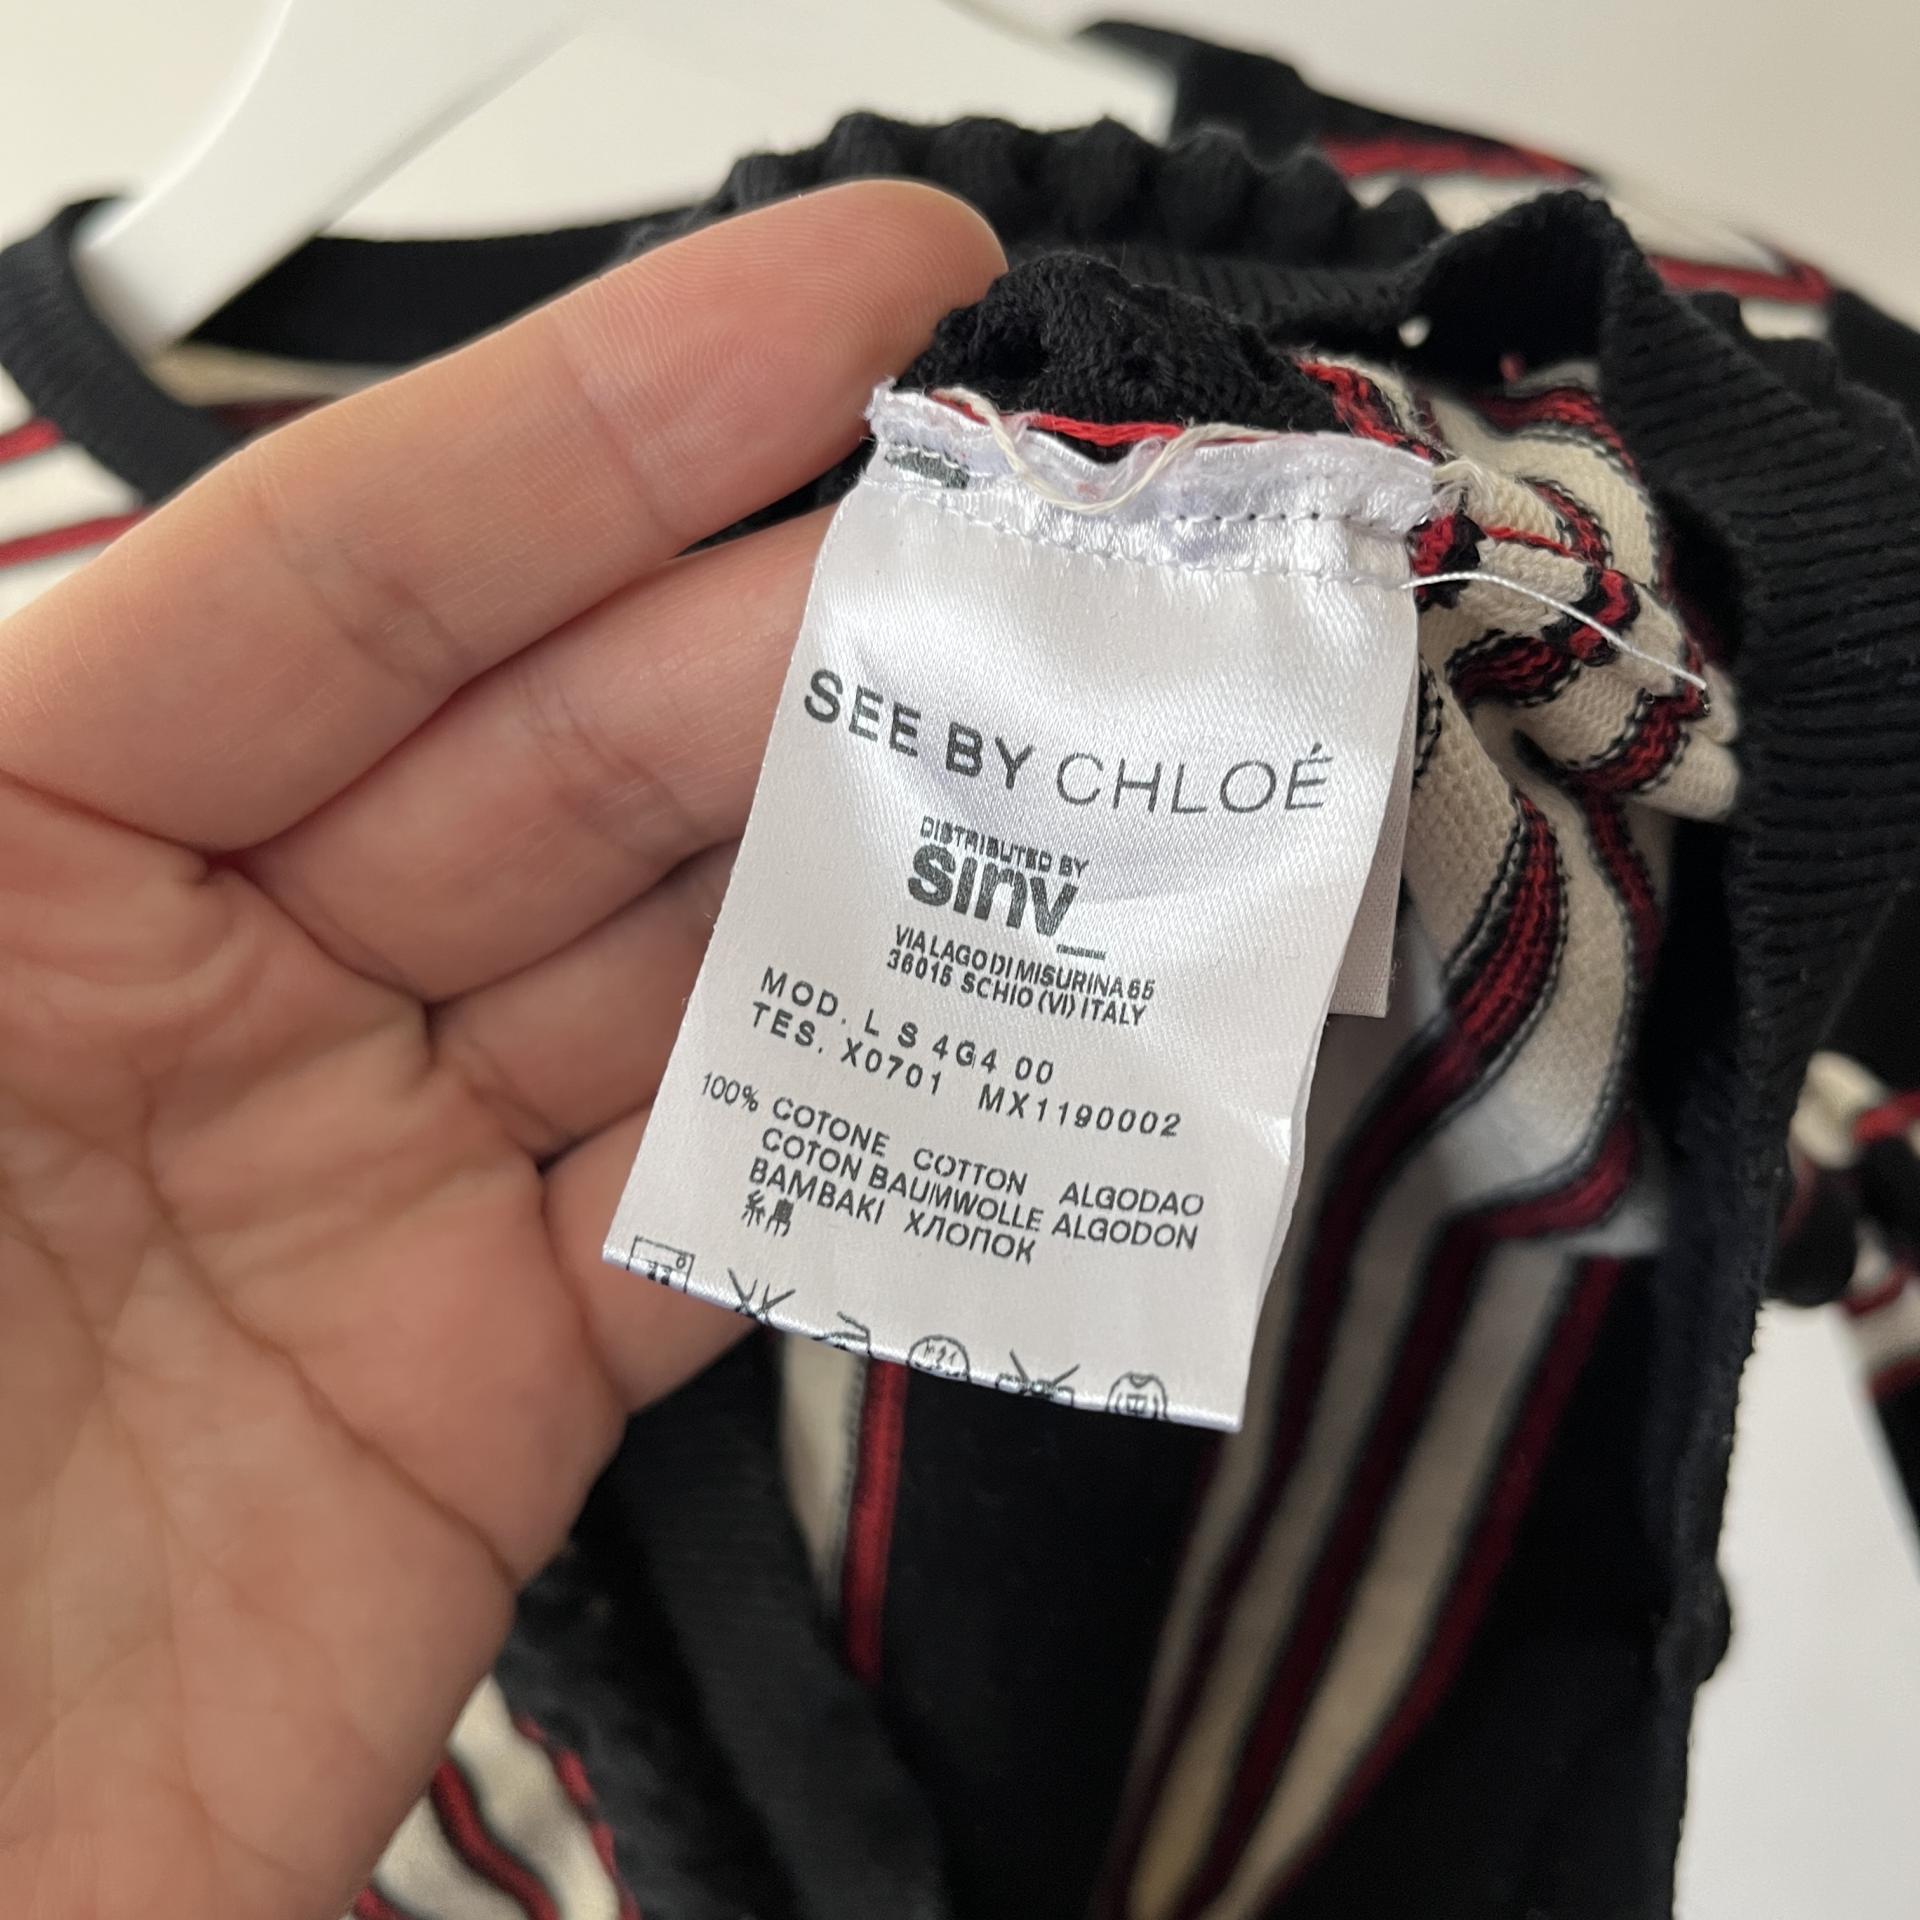 SEE BY CHLOÉ
DISTRIBUTED BY
sinv_
VIA LAGO DI MISURINA 65
36015 SCHIO (VI) ITALY
MOD. L S 4G4 00
TES. X0701 MX1190002
100% COTONE COTTON ALGODAO
COTON BAUMWOLLE ALGODON
BAMBAKI ХЛОПОК